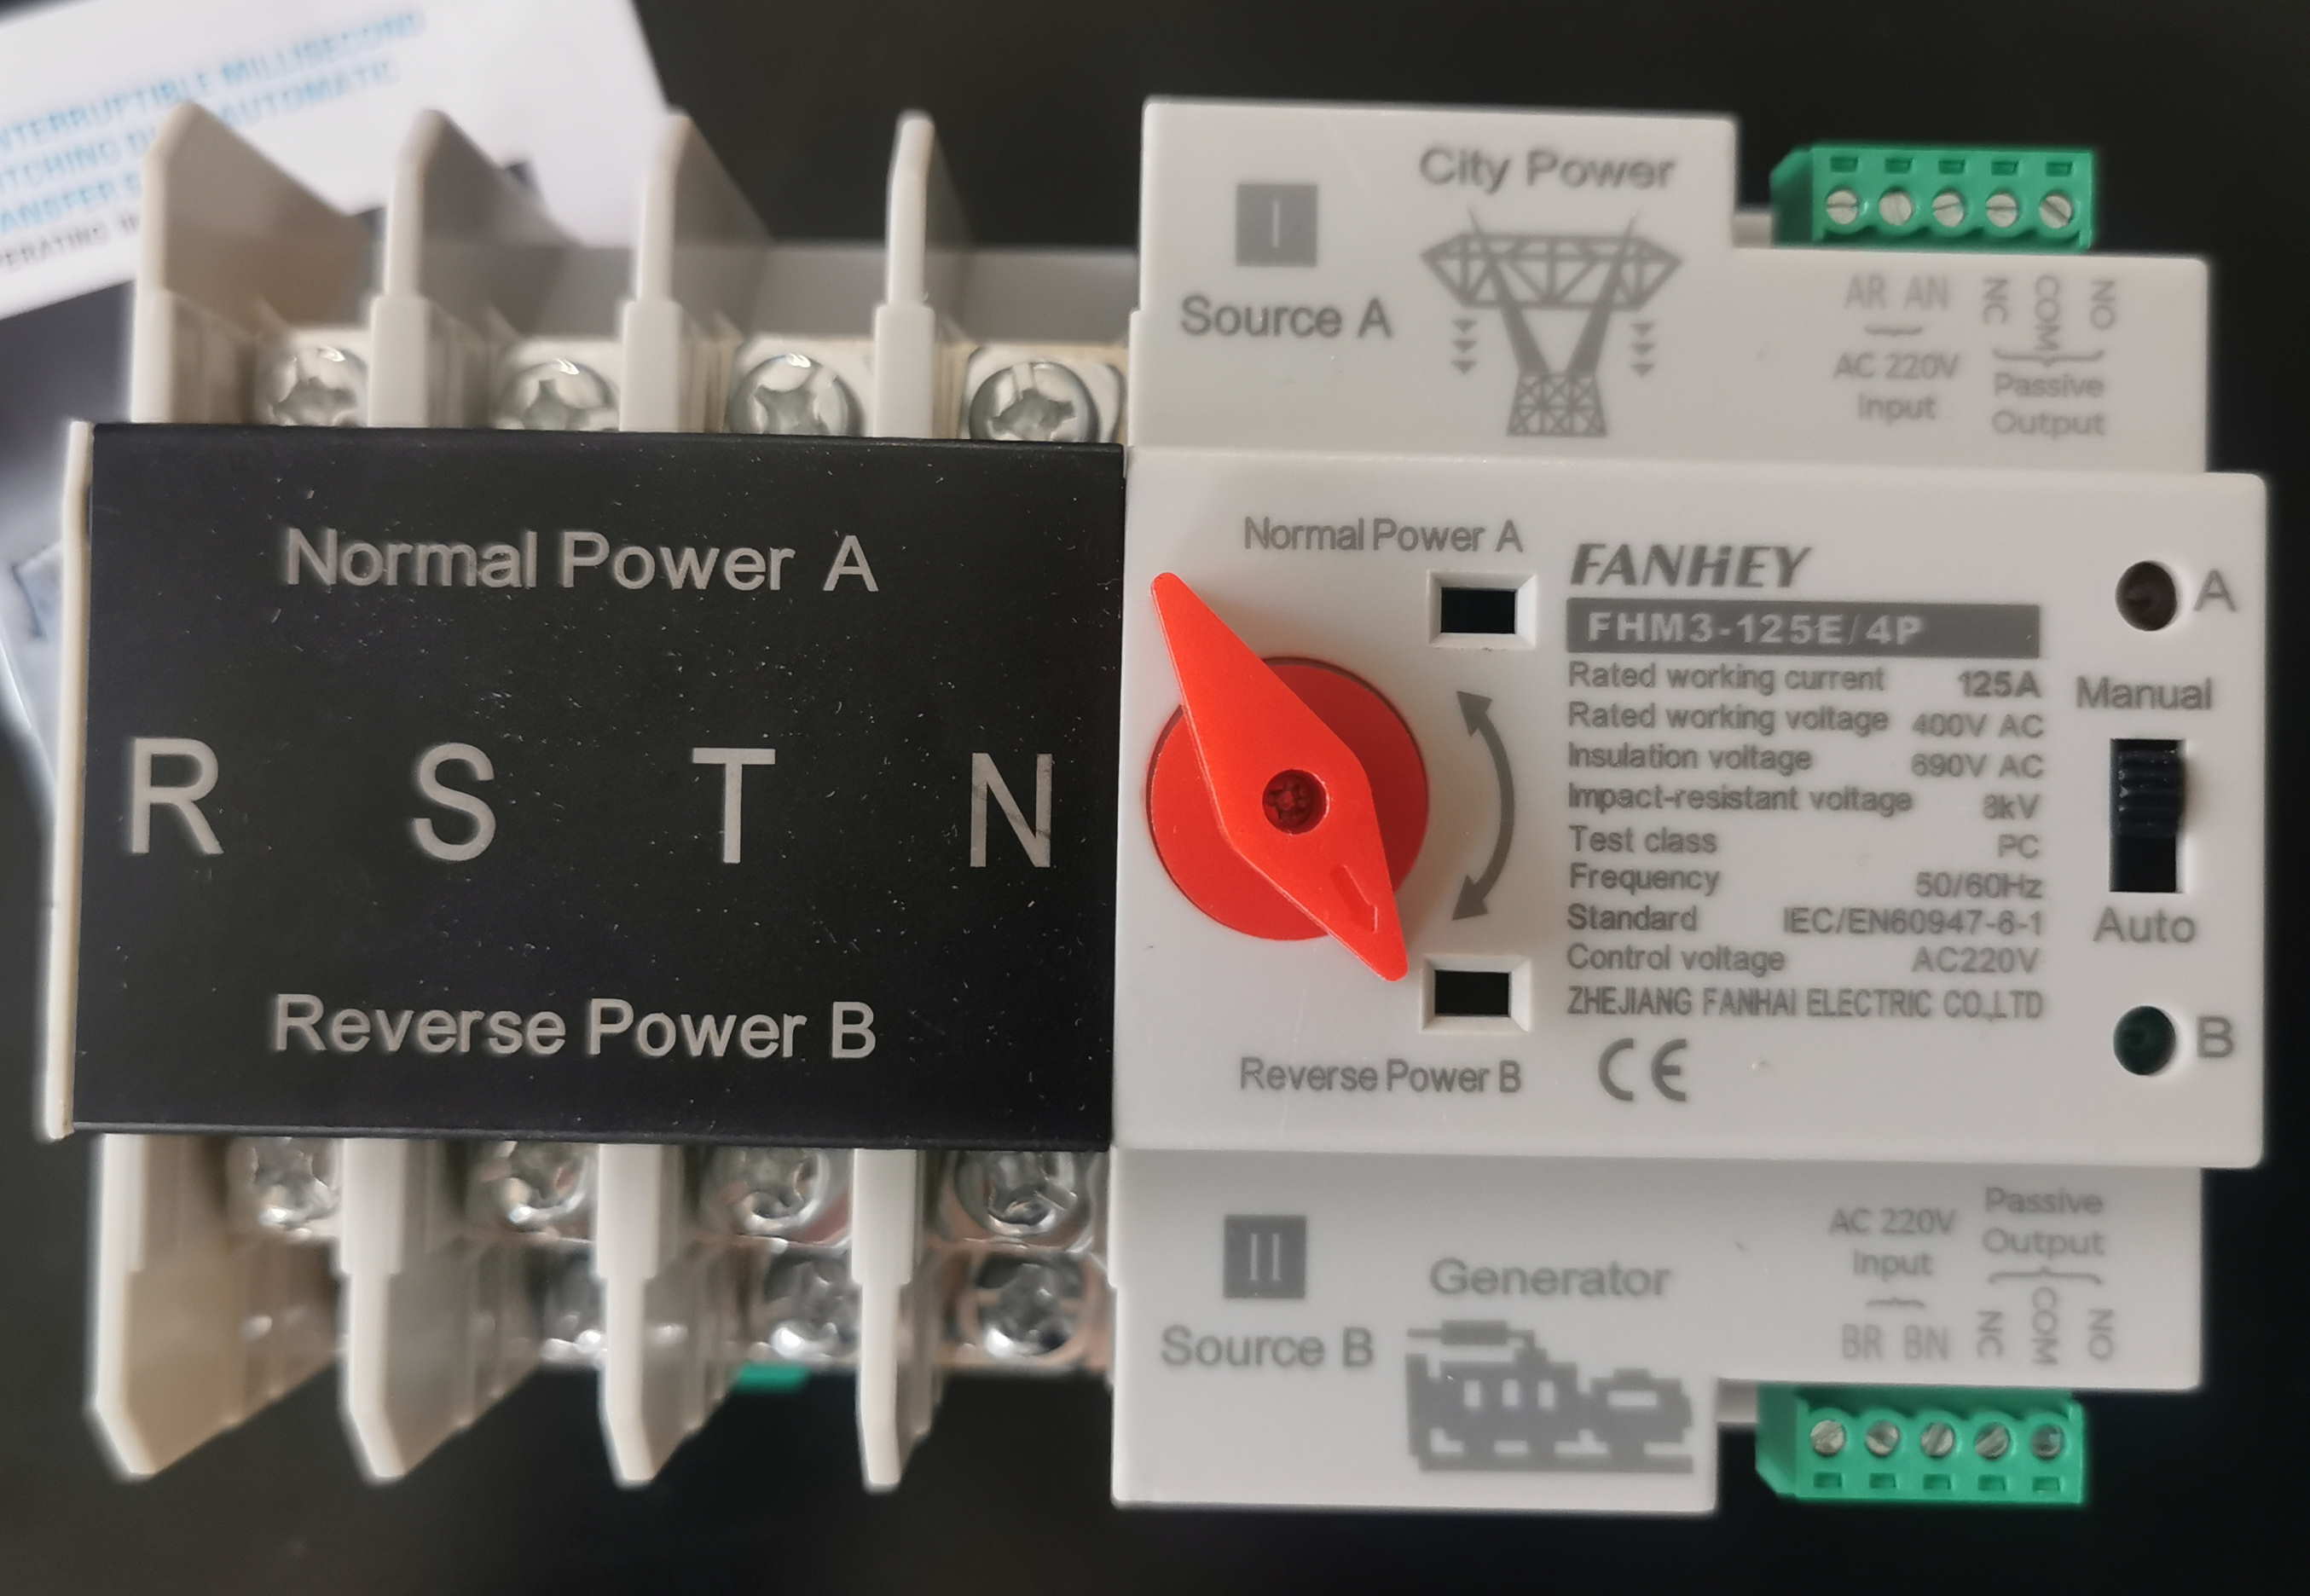 INTERRUPTIBLE MILLISECOND
AUTOMATIC
City Power
I
Source A
AR AN NC COM NO
AC 220V
Input
Passive
Output
Normal Power A
R S T N
Reverse Power B
Normal Power A
Reverse Power B
FANHEY
FHM3-125E/4P
Rated working current 125A
Rated working voltage 400V AC
Insulation voltage 690V AC
Impact-resistant voltage 8kV
Test class PC
Frequency 50/60Hz
Standard IEC/EN60947-6-1
Control voltage AC220V
ZHEJIANG FANHAI ELECTRIC CO.,LTD
CE
A
Manual
Auto
B
II
Source B
Generator
AC 220V
Input
Passive
Output
BR BN NC COM NO